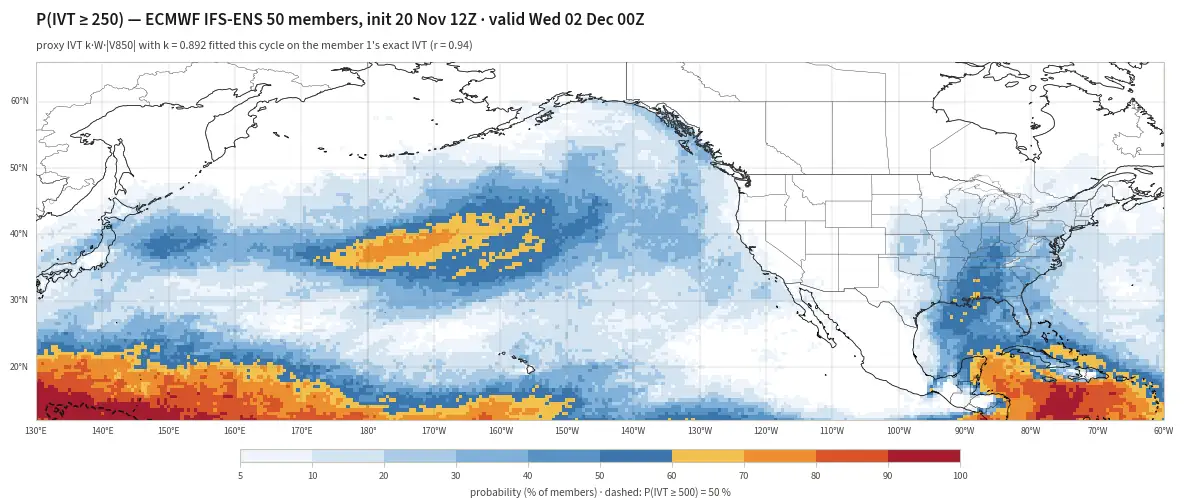 P(IVT ≥ 250) — ECMWF IFS-ENS 50 members, init 20 Nov 12Z · valid Wed 02 Dec 00Z
proxy IVT k·W·|V850| with k = 0.892 fitted this cycle on the member 1's exact IVT (r = 0.94)
60°N
50°N
40°N
30°N
20°N
130°E 140°E 150°E 160°E 170°E 180° 170°W 160°W 150°W 140°W 130°W 120°W 110°W 100°W 90°W 80°W 70°W 60°W
5 10 20 30 40 50 60 70 80 90 100
probability (% of members) · dashed: P(IVT ≥ 500) = 50 %